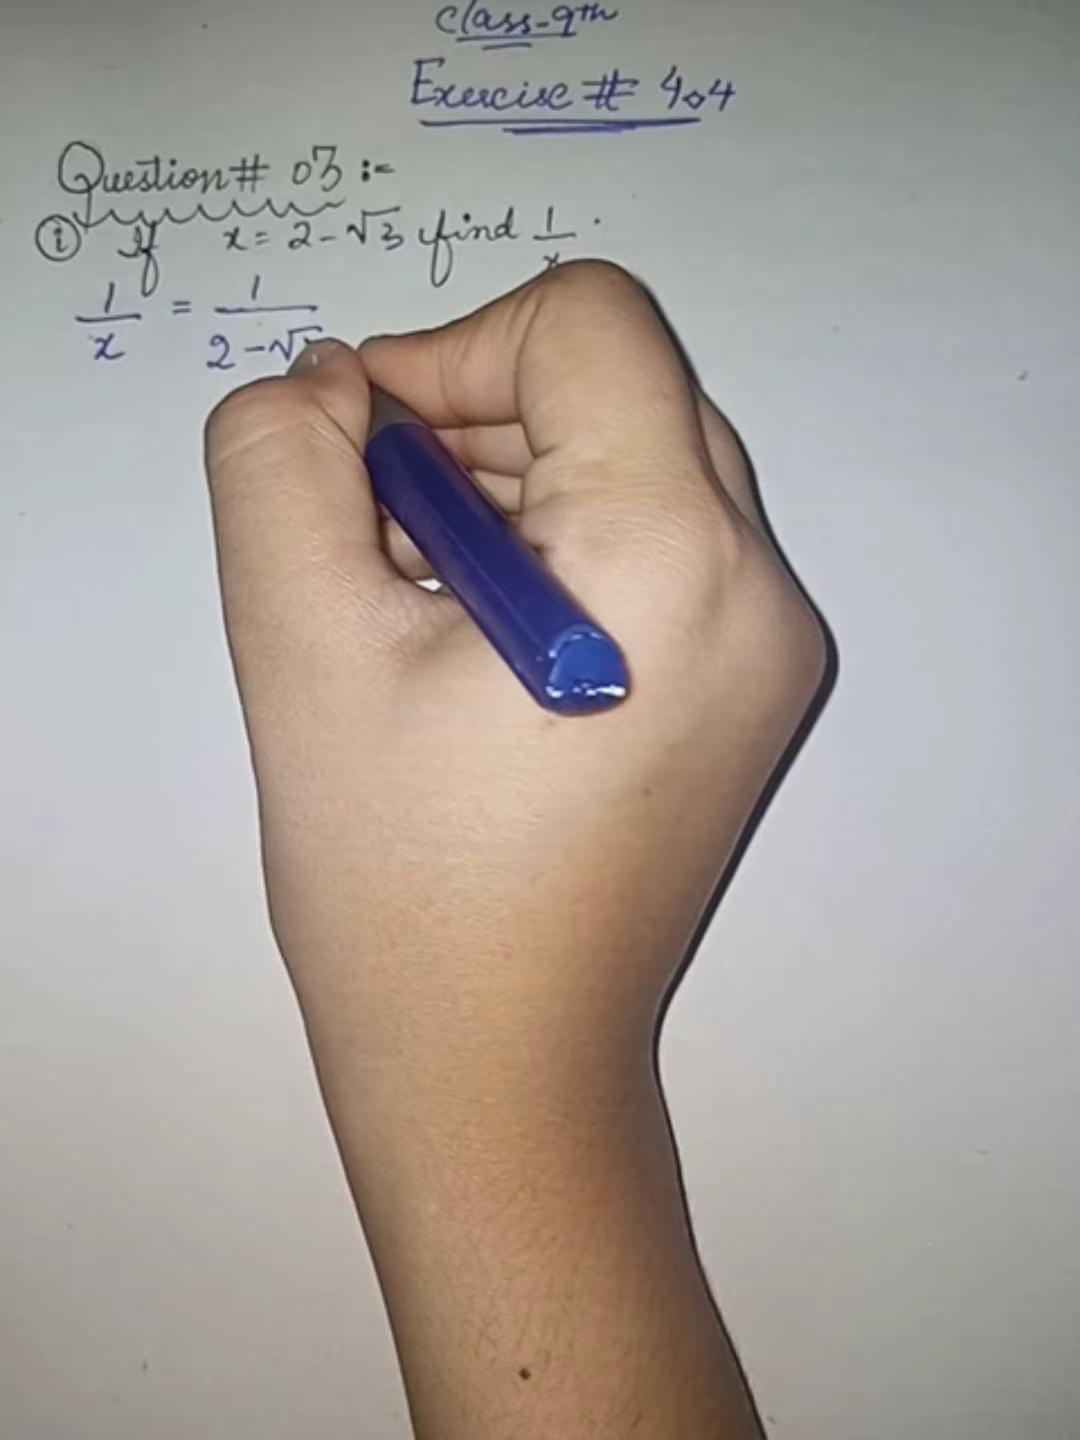 Class-9th
Exercise # 4.4
Question # 03 :-
(i) If x = 2 - √3 find 1/x.
1/x = 1/2-√